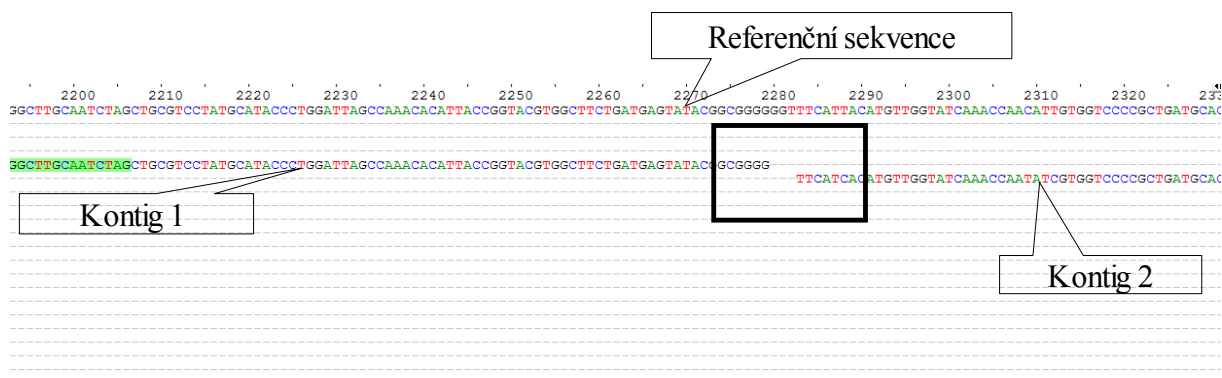 Referenční sekvence
2200 2210 2220 2230 2240 2250 2260 2270 2280 2290 2300 2310 2320 233
GGCTTGCAATCTAGCTGCGTCCTATGCATACCCTGGATTAGCCAAACACATTACCGGTACGTGGCTTCTGATGAGTATACGGCGGGGGGTTTCATTACATGTTGGTATCAAACCAACATTGTGGTCCCCGCTGATGCAC
GGCTTGCAATCTAGCTGCGTCCTATGCATACCCTGGATTAGCCAAACACATTACCGGTACGTGGCTTCTGATGAGTATACGGCGGGG
TTCATCACATGTTGGTATCAAACCAATATCGTGGTCCCCGCTGATGCAC
Kontig 1
Kontig 2